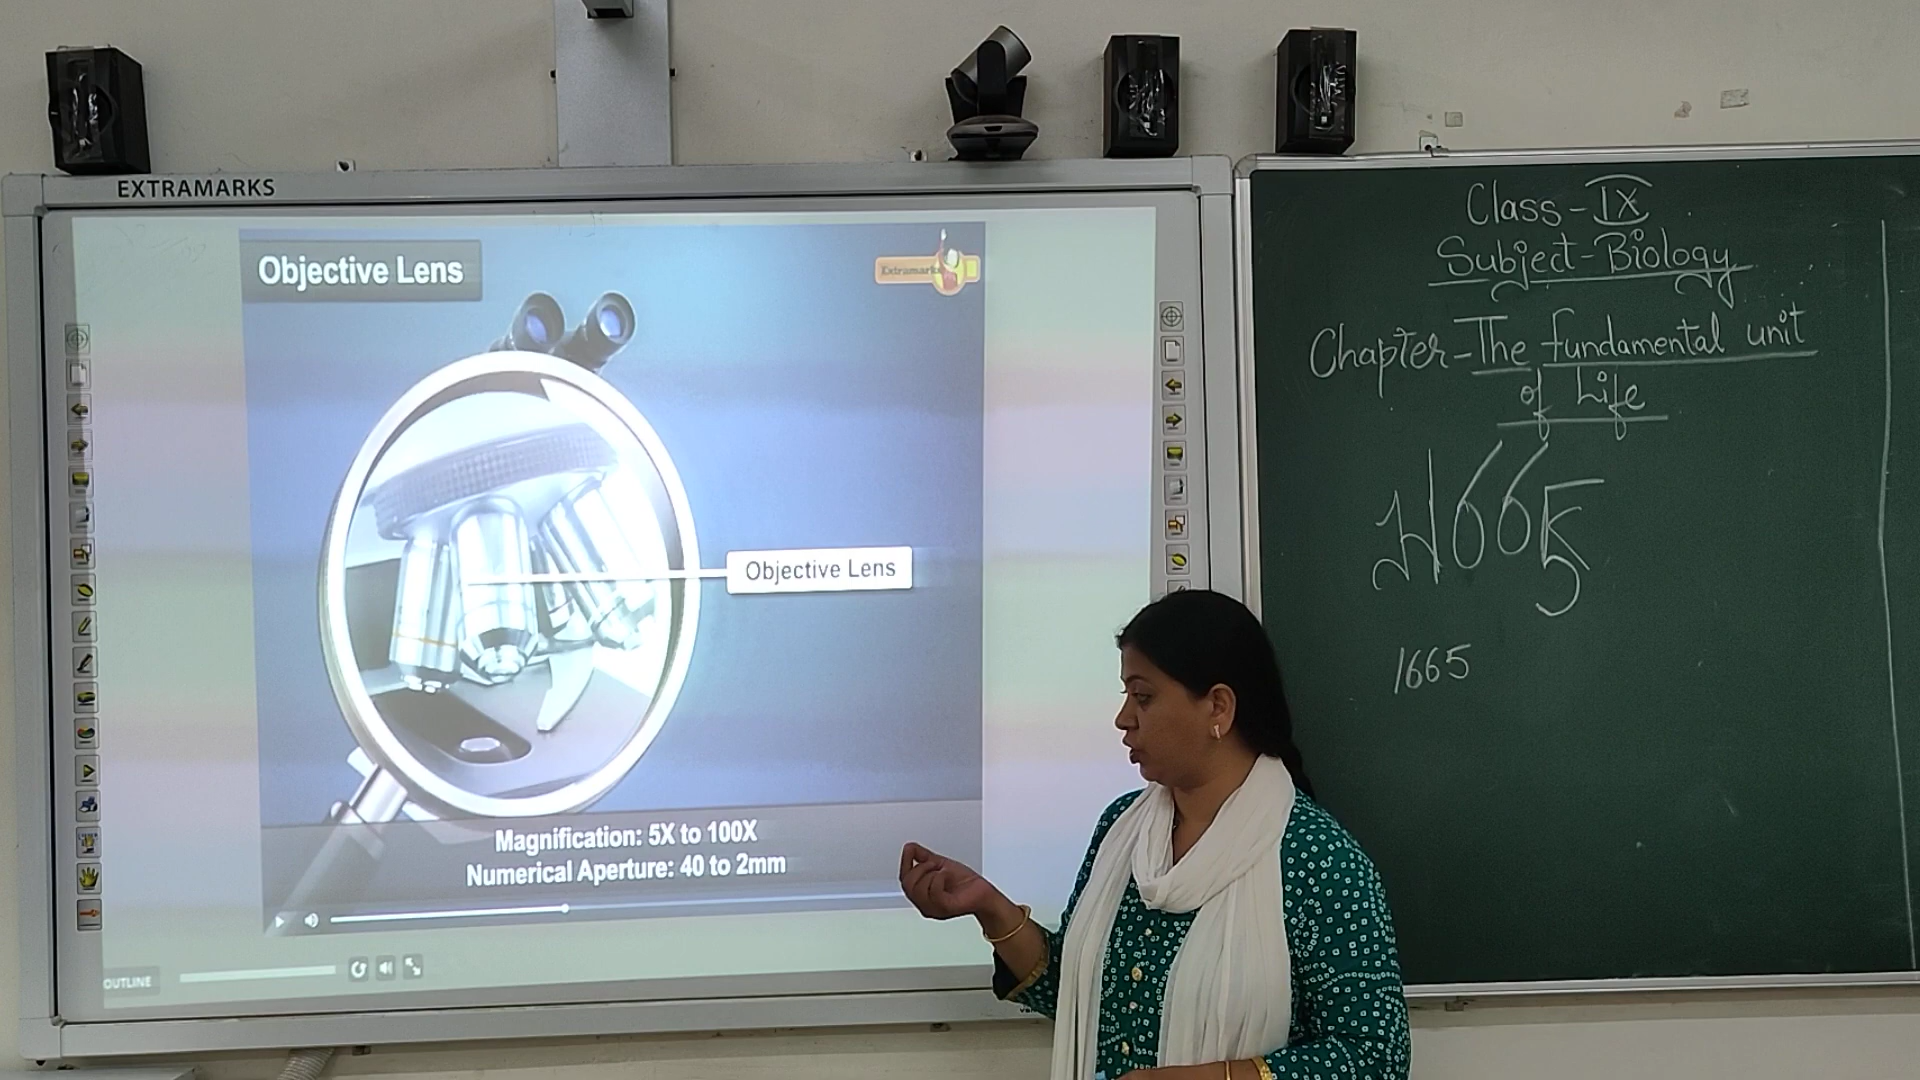 EXTRAMARKS
Objective Lens
Extramarks
Objective Lens
Magnification: 5X to 100X
Numerical Aperture: 40 to 2mm
OUTLINE
Class - IX
Subject - Biology
Chapter - The fundamental unit
of Life
1665